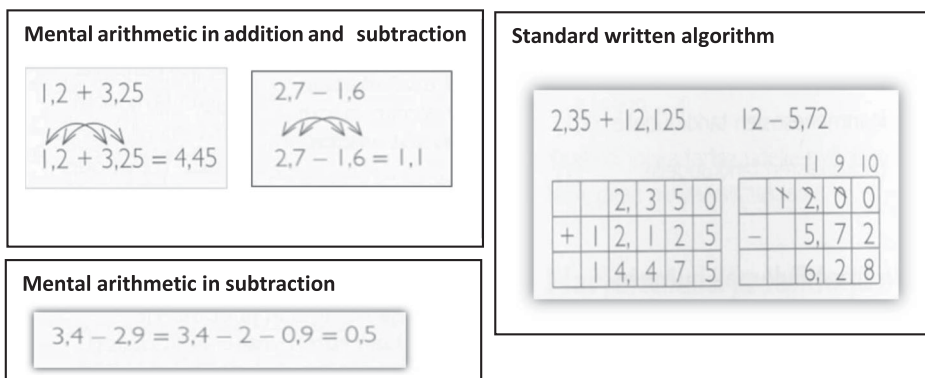 Mental arithmetic in addition and subtraction
1,2 + 3,25
1,2 + 3,25 = 4,45
2,7 – 1,6
2,7 – 1,6 = 1,1
Mental arithmetic in subtraction
3,4 – 2,9 = 3,4 – 2 – 0,9 = 0,5
Standard written algorithm
2,35 + 12,125
2, 3 5 0
+ 1 2, 1 2 5
1 4, 4 7 5
12 – 5,72
11 9 10
1 2, 0 0
– 5, 7 2
6, 2 8